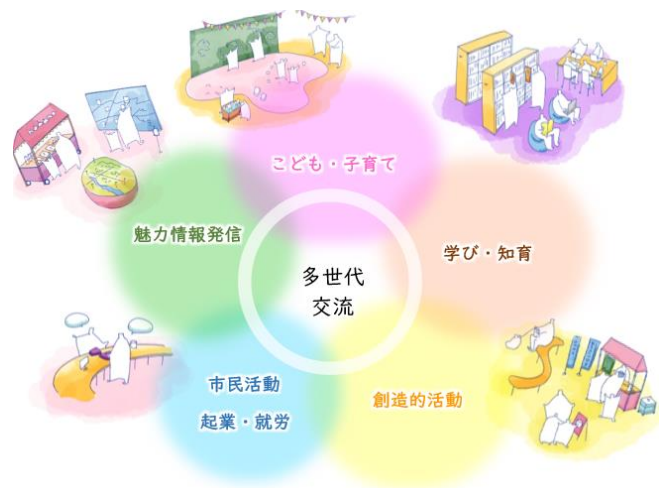 こども・子育て
魅力情報発信
学び・知育
多世代
交流
市民活動
起業・就労
創造的活動